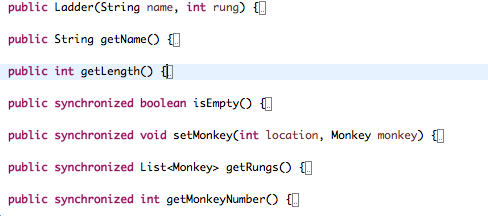 public Ladder(String name, int rung) {
public String getName() {
public int getLength() {
public synchronized boolean isEmpty() {
public synchronized void setMonkey(int location, Monkey monkey) {
public synchronized List<Monkey> getRungs() {
public synchronized int getMonkeyNumber() {